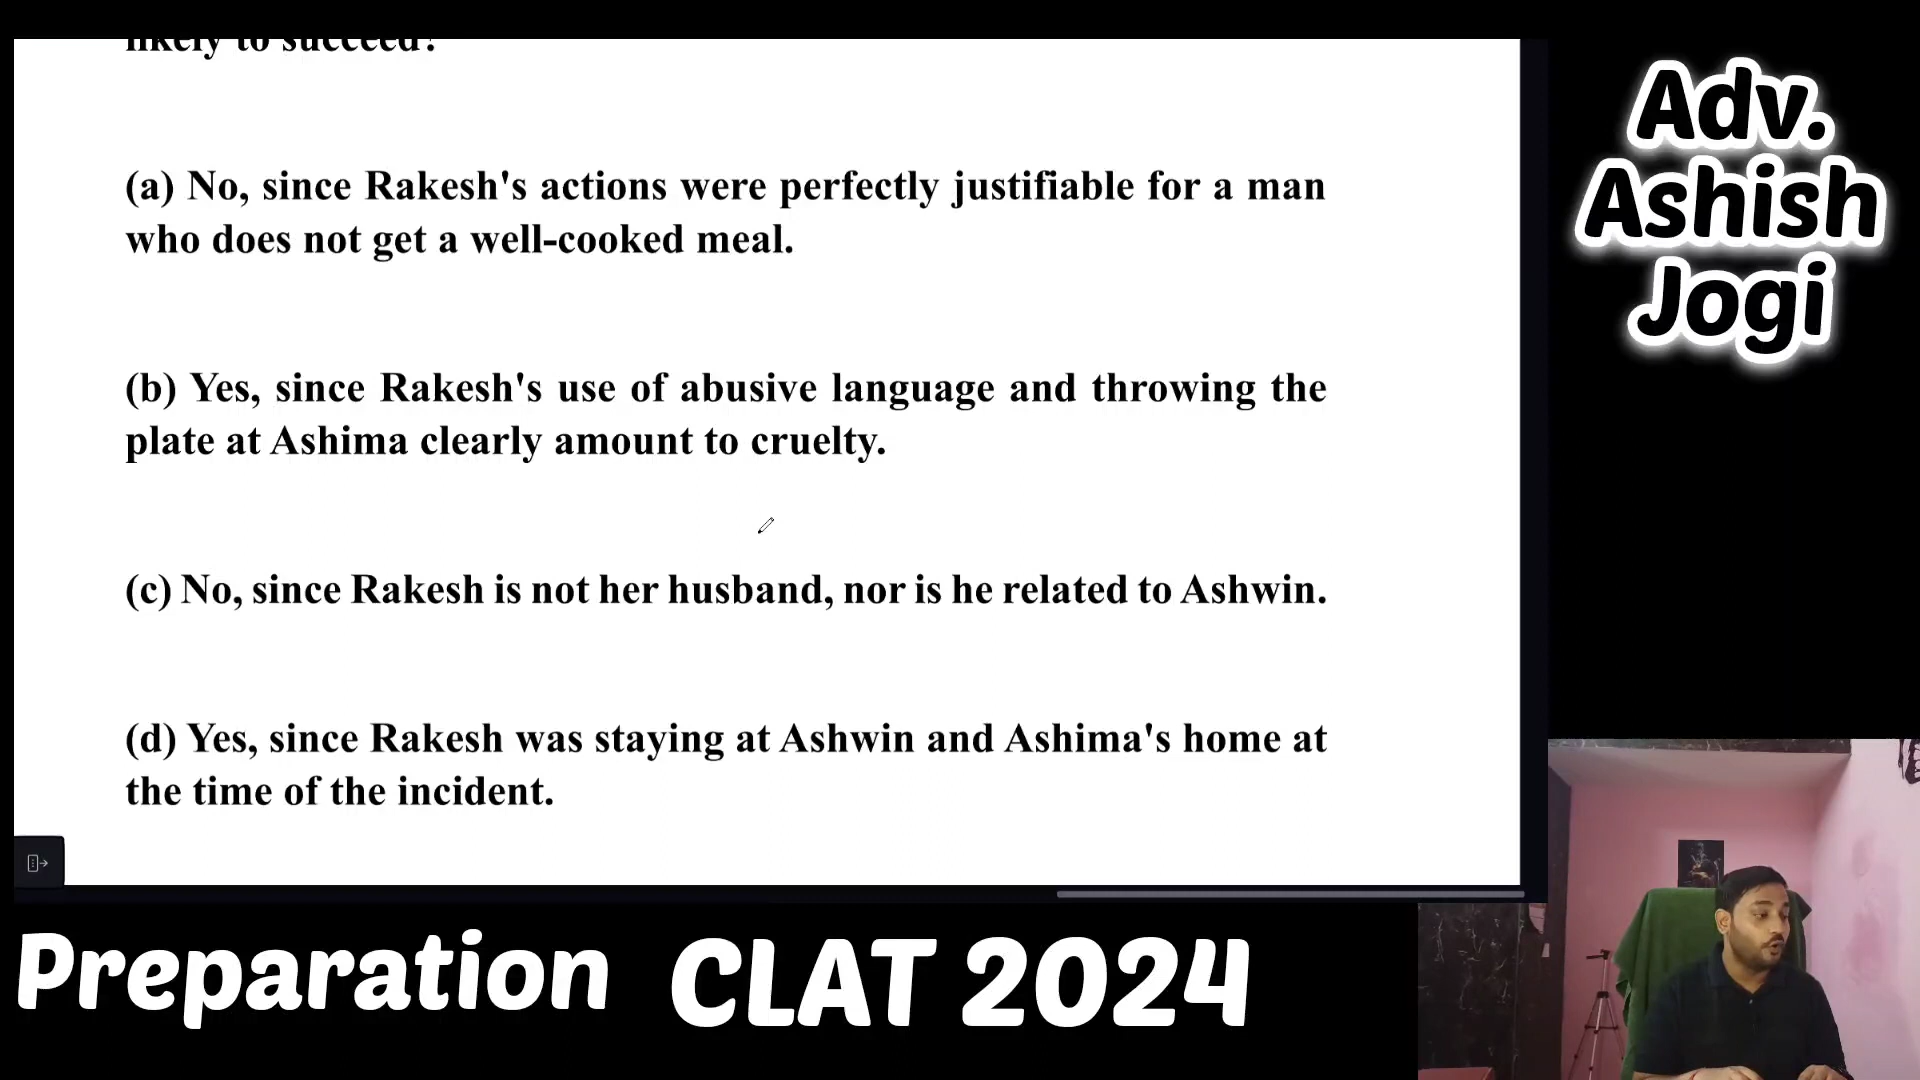 likely to succeed?
(a) No, since Rakesh's actions were perfectly justifiable for a man
who does not get a well-cooked meal.
(b) Yes, since Rakesh's use of abusive language and throwing the
plate at Ashima clearly amount to cruelty.
(c) No, since Rakesh is not her husband, nor is he related to Ashwin.
(d) Yes, since Rakesh was staying at Ashwin and Ashima's home at
the time of the incident.
Adv.
Ashish
Jogi
Preparation CLAT 2024